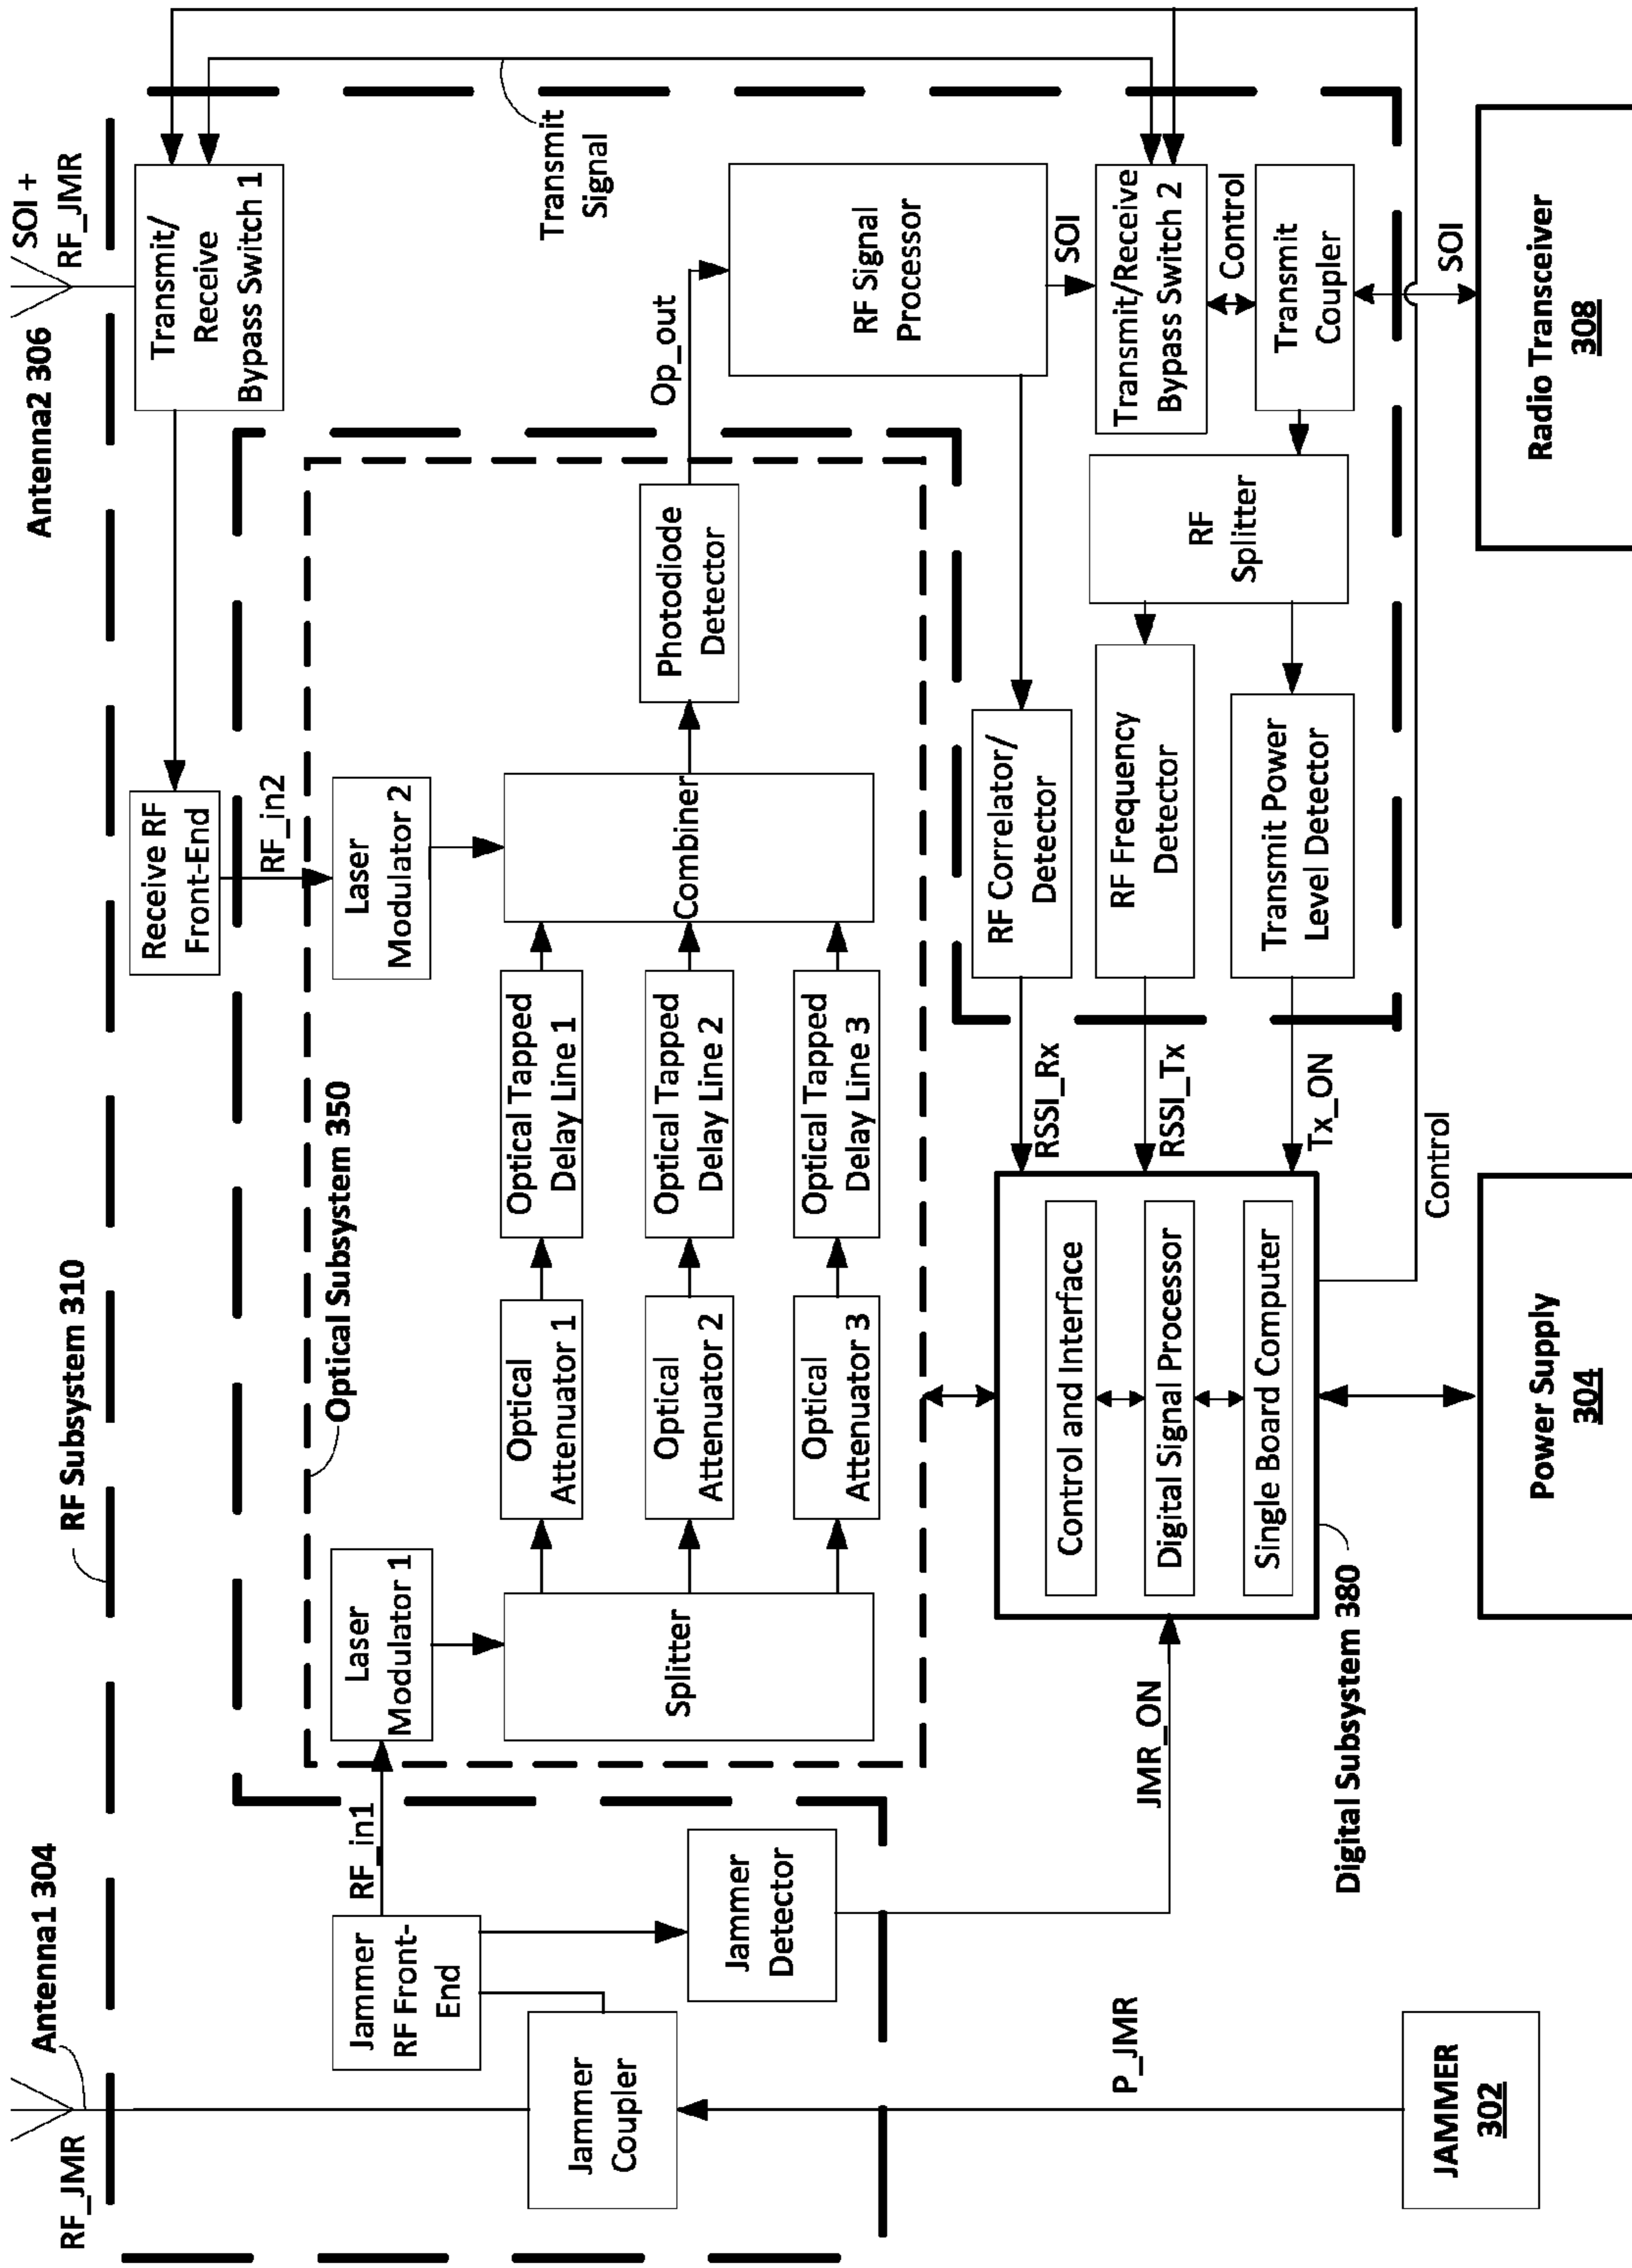 RF_JMR
Antenna1 304
RF Subsystem 310
Antenna2 306
SOI +
RF_JMR
Jammer
RF Front-
End
RF_in1
Jammer
Coupler
Jammer
Detector
P_JMR
JAMMER
302
JMR_ON
Optical Subsystem 350
Laser
Modulator 1
Splitter
Optical
Attenuator 1
Optical
Attenuator 2
Optical
Attenuator 3
Optical Tapped
Delay Line 1
Optical Tapped
Delay Line 2
Optical Tapped
Delay Line 3
Receive RF
Front-End
RF_in2
Laser
Modulator 2
Combiner
Photodiode
Detector
Op_out
Transmit/
Receive
Bypass Switch 1
Transmit
Signal
RF Signal
Processor
SOI
Transmit/Receive
Bypass Switch 2
Control
Transmit
Coupler
SOI
RF
Splitter
RF Correlator/
Detector
RF Frequency
Detector
Transmit Power
Level Detector
RSSI_Rx
RSSI_Tx
Tx_ON
Control
Control and Interface
Digital Signal Processor
Single Board Computer
Digital Subsystem 380
Power Supply
304
Radio Transceiver
308